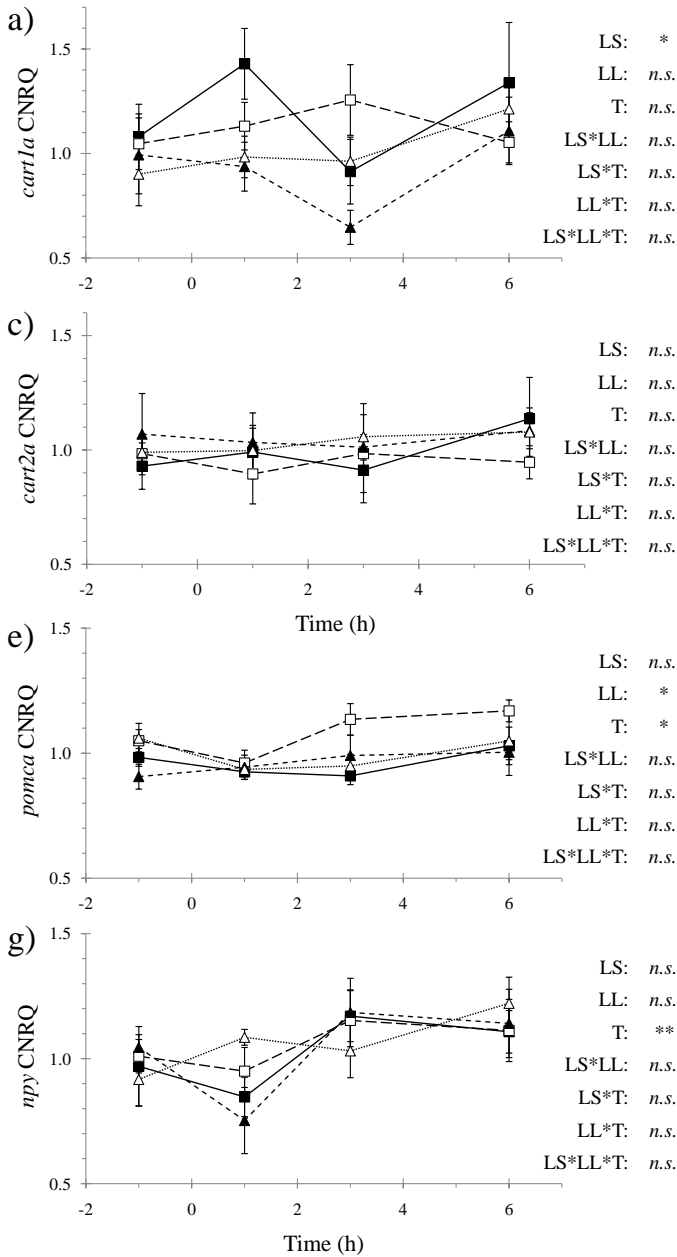 a)
cart1a CNRQ
1.5
1.0
0.5
-2 0 2 4 6
LS: *
LL: n.s.
T: n.s.
LS*LL: n.s.
LS*T: n.s.
LL*T: n.s.
LS*LL*T: n.s.
c)
cart2a CNRQ
1.5
1.0
0.5
-2 0 2 4 6
Time (h)
LS: n.s.
LL: n.s.
T: n.s.
LS*LL: n.s.
LS*T: n.s.
LL*T: n.s.
LS*LL*T: n.s.
e)
pomca CNRQ
1.5
1.0
0.5
-2 0 2 4 6
LS: n.s.
LL: *
T: *
LS*LL: n.s.
LS*T: n.s.
LL*T: n.s.
LS*LL*T: n.s.
g)
npy CNRQ
1.5
1.0
0.5
-2 0 2 4 6
Time (h)
LS: n.s.
LL: n.s.
T: **
LS*LL: n.s.
LS*T: n.s.
LL*T: n.s.
LS*LL*T: n.s.